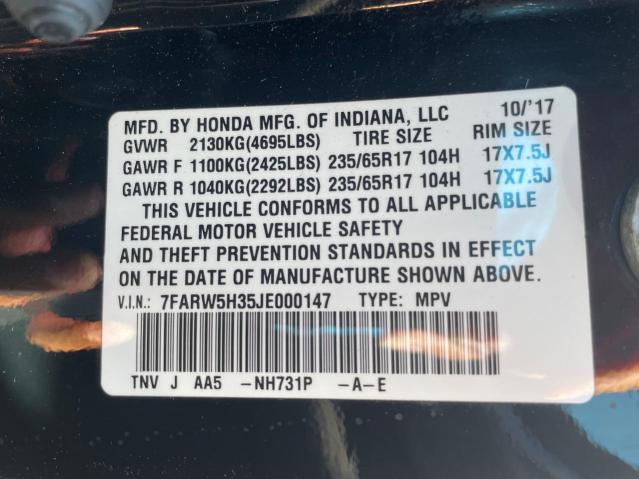 MFD. BY HONDA MFG. OF INDIANA, LLC 10/'17
GVWR 2130KG(4695LBS) TIRE SIZE RIM SIZE
GAWR F 1100KG(2425LBS) 235/65R17 104H 17X7.5J
GAWR R 1040KG(2292LBS) 235/65R17 104H 17X7.5J
THIS VEHICLE CONFORMS TO ALL APPLICABLE
FEDERAL MOTOR VEHICLE SAFETY
AND THEFT PREVENTION STANDARDS IN EFFECT
ON THE DATE OF MANUFACTURE SHOWN ABOVE.
V.I.N.: 7FARW5H35JE000147 TYPE: MPV
TNV J AA5 -NH731P -A-E